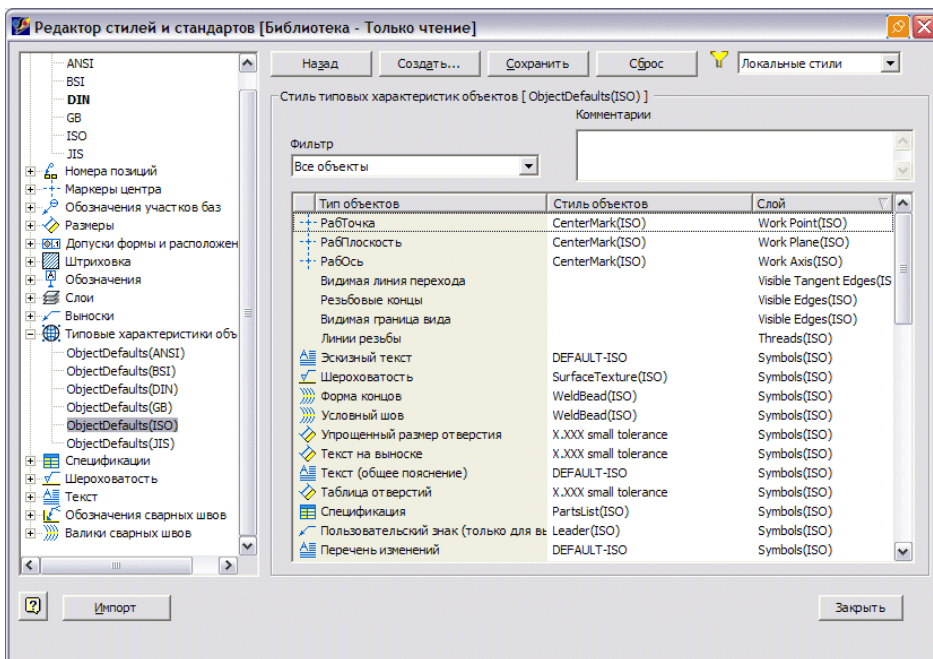 Редактор стилей и стандартов [Библиотека - Только чтение]
ANSI
BSI
DIN
GB
ISO
JIS
Номера позиций
Маркеры центра
Обозначения участков баз
Размеры
Допуски формы и расположен
Штриховка
Обозначения
Слои
Выноски
Типовые характеристики объ
ObjectDefaults(ANSI)
ObjectDefaults(BSI)
ObjectDefaults(DIN)
ObjectDefaults(GB)
ObjectDefaults(ISO)
ObjectDefaults(JIS)
Спецификации
Шероховатость
Текст
Обозначения сварных швов
Валики сварных швов
Назад Создать... Сохранить Сброс Локальные стили
Стиль типовых характеристик объектов [ ObjectDefaults(ISO) ]
Комментарии
Фильтр
Все объекты
Тип объектов Стиль объектов Слой
РабТочка CenterMark(ISO) Work Point(ISO)
РабПлоскость CenterMark(ISO) Work Plane(ISO)
РабОсь CenterMark(ISO) Work Axis(ISO)
Видимая линия перехода Visible Tangent Edges(IS
Резьбовые концы Visible Edges(ISO)
Видимая граница вида Visible Edges(ISO)
Линии резьбы Threads(ISO)
Эскизный текст DEFAULT-ISO Symbols(ISO)
Шероховатость SurfaceTexture(ISO) Symbols(ISO)
Форма концов WeldBead(ISO) Symbols(ISO)
Условный шов WeldBead(ISO) Symbols(ISO)
Упрощенный размер отверстия X.XXX small tolerance Symbols(ISO)
Текст на выноске X.XXX small tolerance Symbols(ISO)
Текст (общее пояснение) DEFAULT-ISO Symbols(ISO)
Таблица отверстий X.XXX small tolerance Symbols(ISO)
Спецификация PartsList(ISO) Symbols(ISO)
Пользовательский знак (только для вы Leader(ISO) Symbols(ISO)
Перечень изменений DEFAULT-ISO Symbols(ISO)
Импорт Закрыть